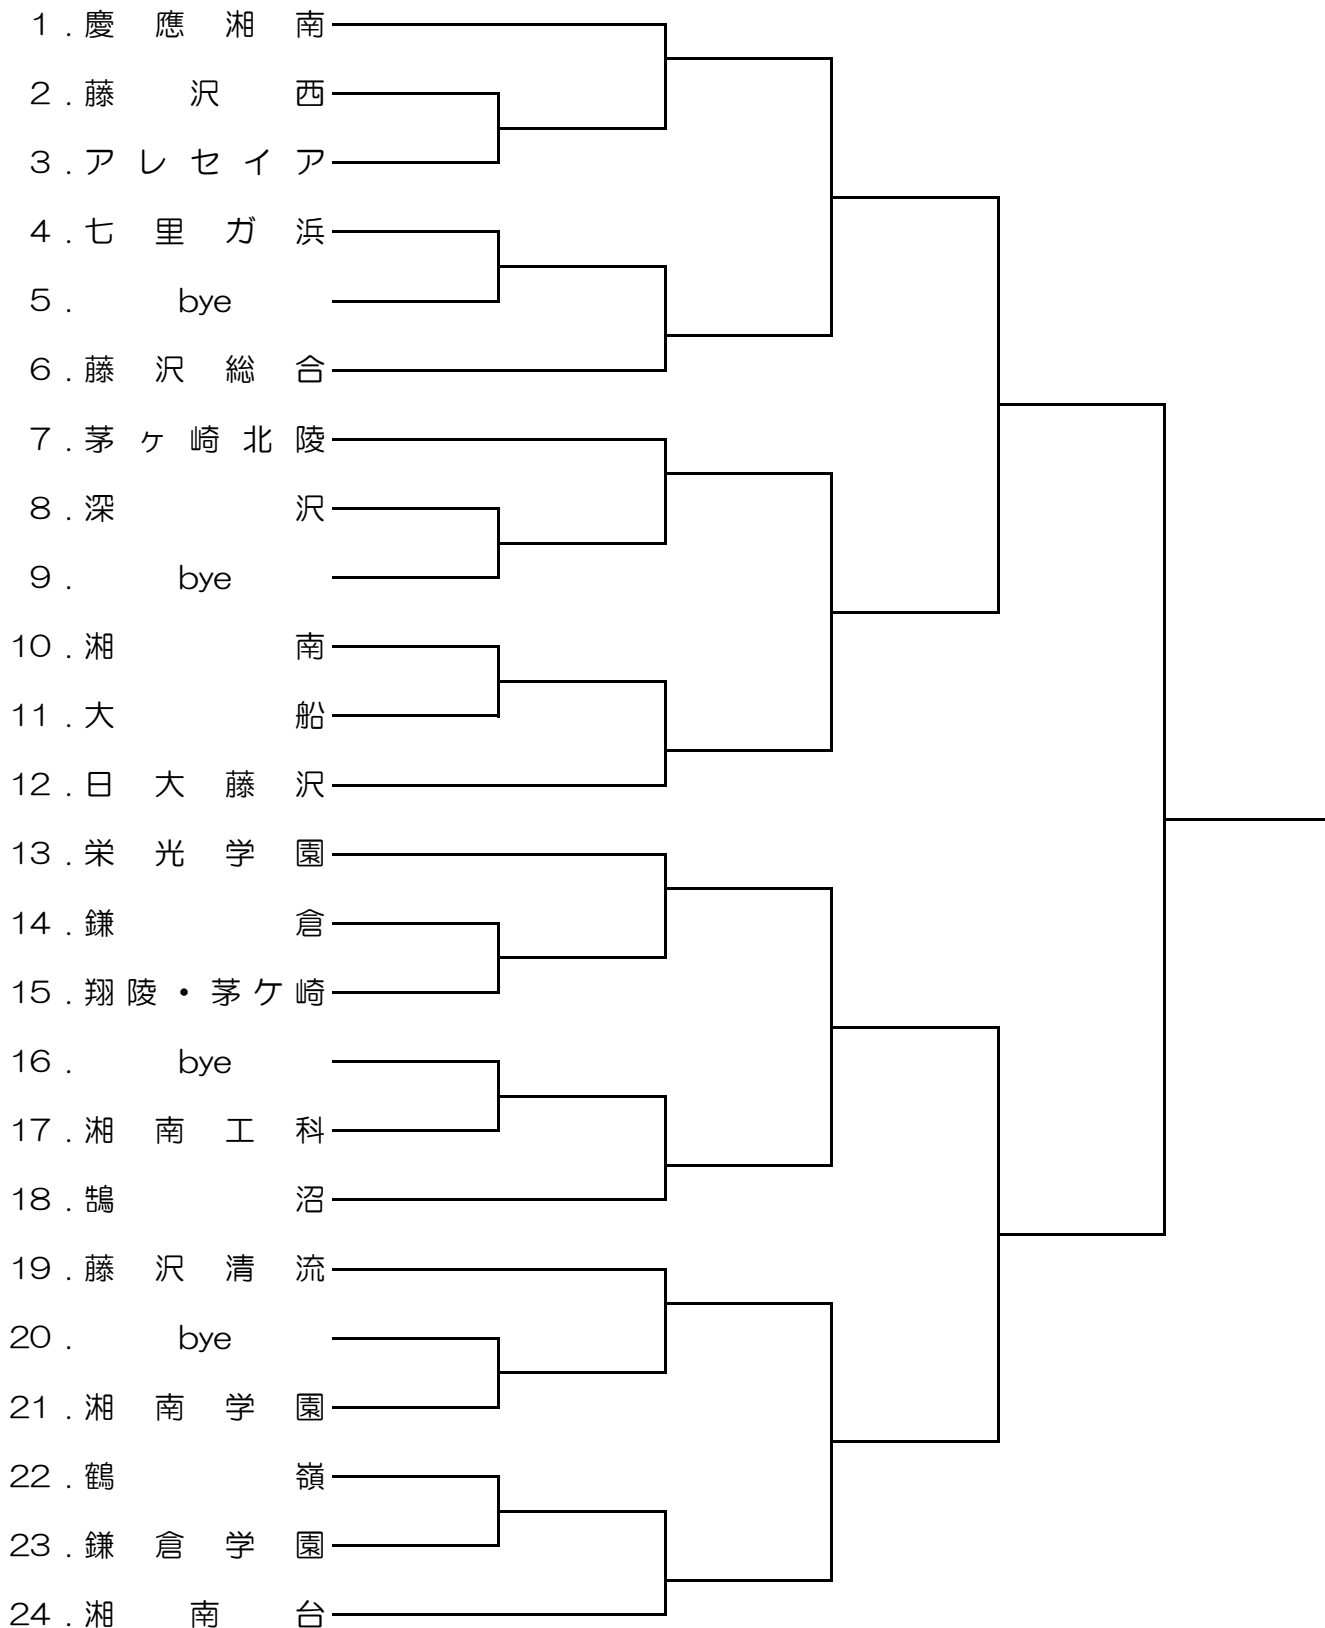 1.慶應湘南
2.藤沢西
3.アレセイア
4.七里ガ浜
5. bye
6.藤沢総合
7.茅ヶ崎北陵
8.深沢
9. bye
10.湘南
11.大船
12.日大藤沢
13.栄光学園
14.鎌倉
15.翔陵・茅ケ崎
16. bye
17.湘南工科
18.鵠沼
19.藤沢清流
20. bye
21.湘南学園
22.鶴嶺
23.鎌倉学園
24.湘南台